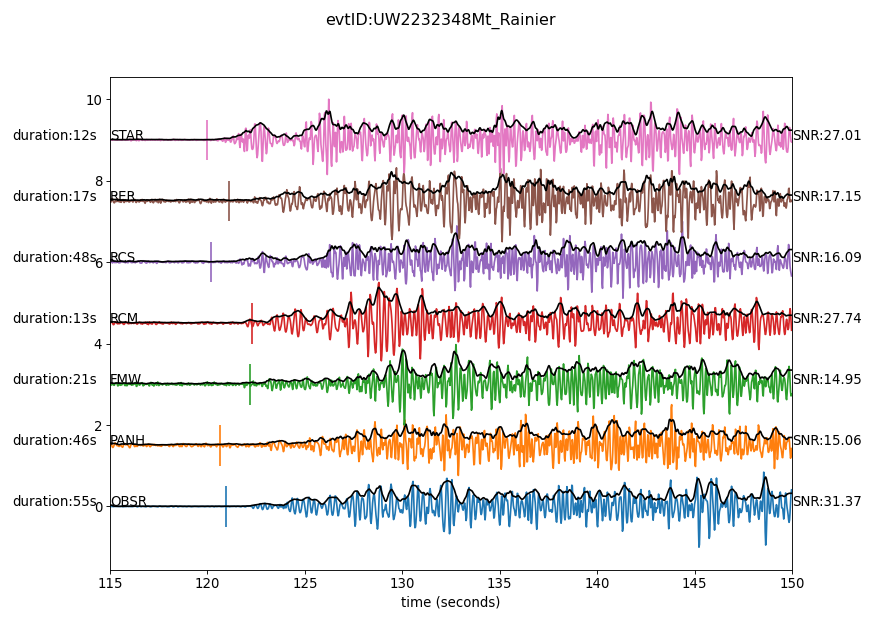 evtID:UW2232348Mt_Rainier
10
duration:12s STAR SNR:27.01
8
duration:17s RER SNR:17.15
duration:48s RCS SNR:16.09
6
duration:13s RCM SNR:27.74
4
duration:21s EMW SNR:14.95
2
duration:46s PANH SNR:15.06
duration:55s OBSR SNR:31.37
0
115 120 125 130 135 140 145 150
time (seconds)